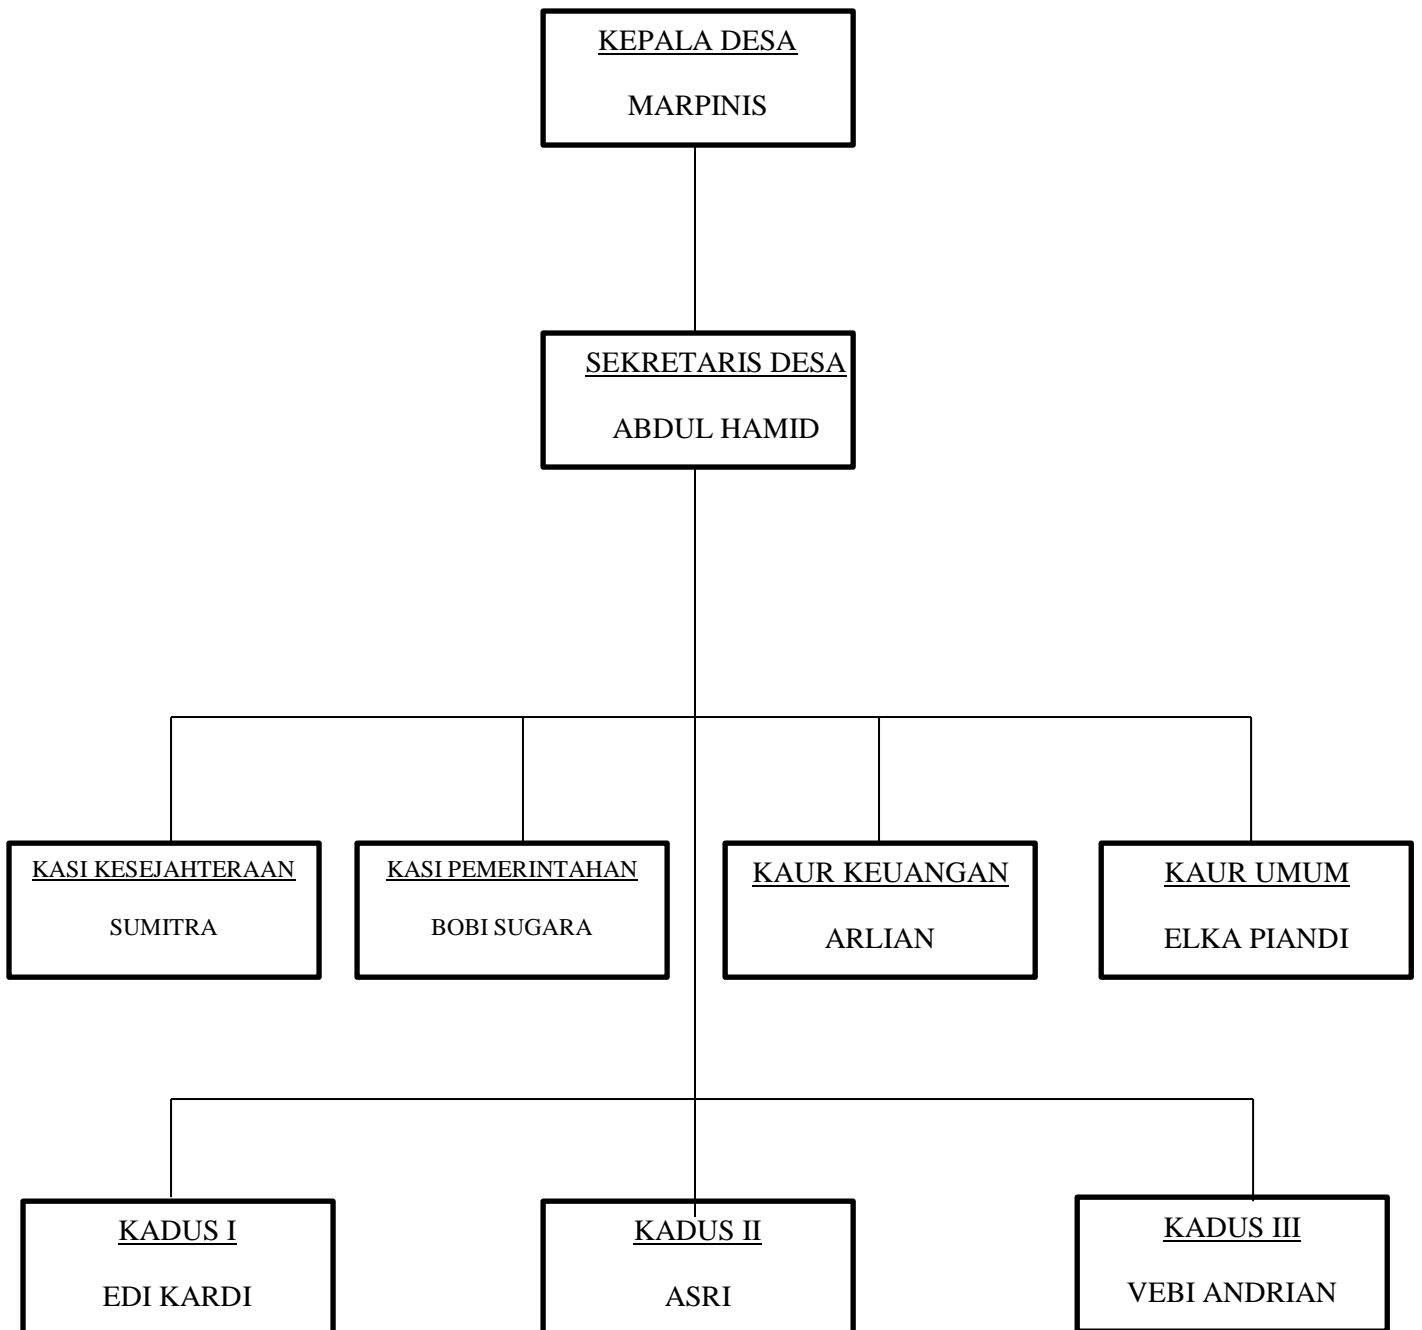 KEPALA DESA
MARPINIS
SEKRETARIS DESA
ABDUL HAMID
KASI KESEJAHTERAAN
SUMITRA
KASI PEMERINTAHAN
BOBI SUGARA
KAUR KEUANGAN
ARLIAN
KAUR UMUM
ELKA PIANDI
KADUS I
EDI KARDI
KADUS II
ASRI
KADUS III
VEBI ANDRIAN